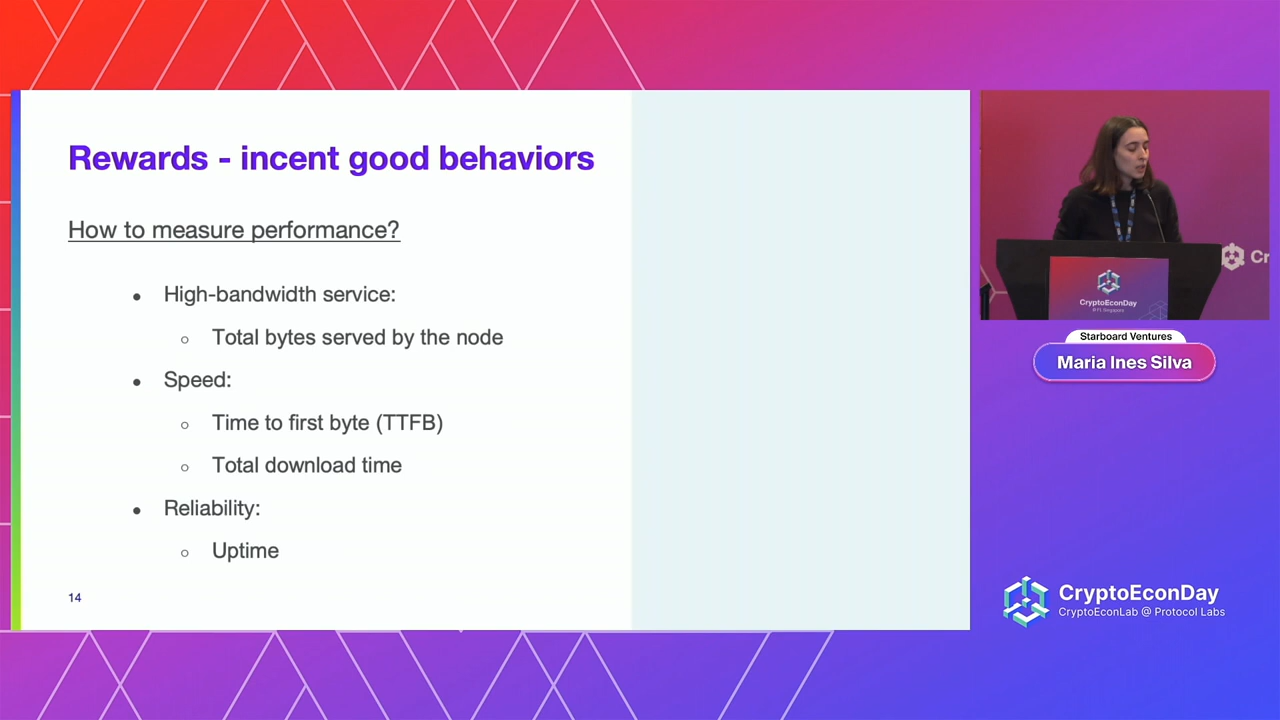 Rewards - incent good behaviors
How to measure performance?
● High-bandwidth service:
○ Total bytes served by the node
● Speed:
○ Time to first byte (TTFB)
○ Total download time
● Reliability:
○ Uptime
14
Cr
CryptoEconDay
Starboard Ventures
Maria Ines Silva
CryptoEconDay
CryptoEconLab @ Protocol Labs